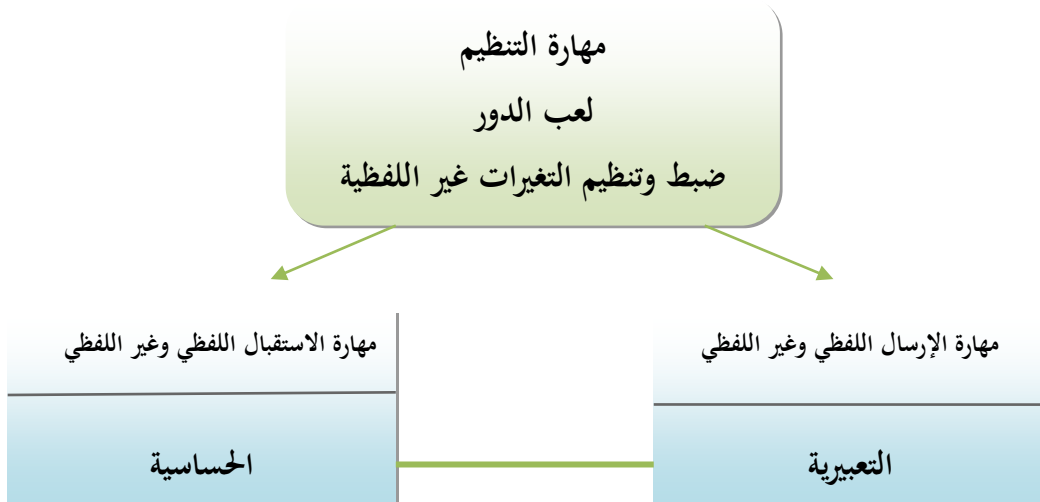 مهارة التنظيم
لعب الدور
ضبط وتنظيم التغيرات غير اللفظية
مهارة الإرسال اللفظي وغير اللفظي
التعبيرية
مهارة الاستقبال اللفظي وغير اللفظي
الحساسية